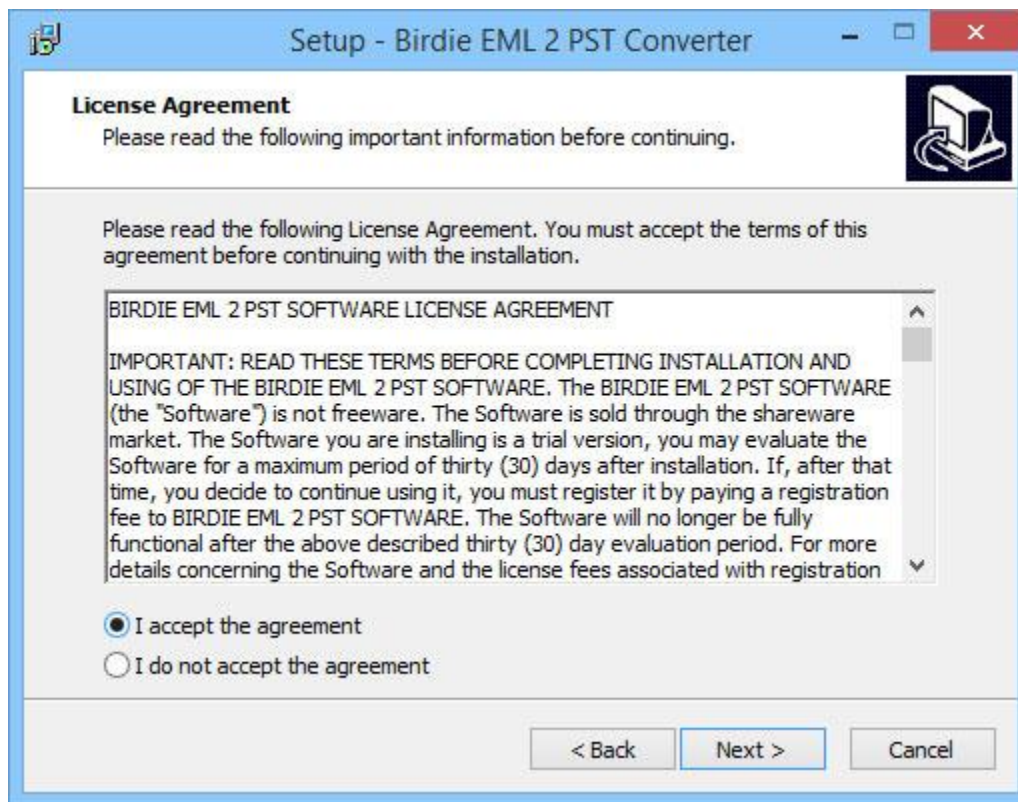 Setup - Birdie EML 2 PST Converter
License Agreement
Please read the following important information before continuing.
Please read the following License Agreement. You must accept the terms of this
agreement before continuing with the installation.
BIRDIE EML 2 PST SOFTWARE LICENSE AGREEMENT
IMPORTANT: READ THESE TERMS BEFORE COMPLETING INSTALLATION AND
USING OF THE BIRDIE EML 2 PST SOFTWARE. The BIRDIE EML 2 PST SOFTWARE
(the "Software") is not freeware. The Software is sold through the shareware
market. The Software you are installing is a trial version, you may evaluate the
Software for a maximum period of thirty (30) days after installation. If, after that
time, you decide to continue using it, you must register it by paying a registration
fee to BIRDIE EML 2 PST SOFTWARE. The Software will no longer be fully
functional after the above described thirty (30) day evaluation period. For more
details concerning the Software and the license fees associated with registration
I accept the agreement
I do not accept the agreement
< Back Next > Cancel